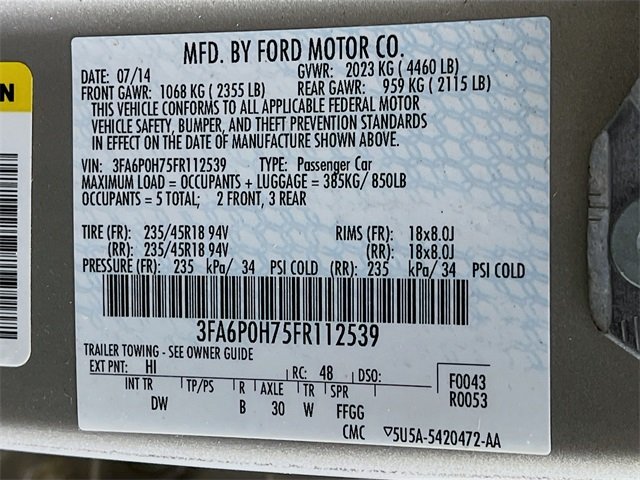 N
MFD. BY FORD MOTOR CO.
DATE: 07/14 GVWR: 2023 KG ( 4460 LB)
FRONT GAWR: 1068 KG ( 2355 LB) REAR GAWR: 959 KG ( 2115 LB)
THIS VEHICLE CONFORMS TO ALL APPLICABLE FEDERAL MOTOR
VEHICLE SAFETY, BUMPER, AND THEFT PREVENTION STANDARDS
IN EFFECT ON THE DATE OF MANUFACTURE SHOWN ABOVE.
VIN: 3FA6P0H75FR112539 TYPE: Passenger Car
MAXIMUM LOAD = OCCUPANTS + LUGGAGE = 385KG/ 850LB
OCCUPANTS = 5 TOTAL; 2 FRONT, 3 REAR
TIRE (FR): 235/45R18 94V RIMS (FR): 18x8.0J
(RR): 235/45R18 94V (RR): 18x8.0J
PRESSURE (FR): 235 kPa/ 34 PSI COLD (RR): 235 kPa/ 34 PSI COLD
3FA6P0H75FR112539
TRAILER TOWING - SEE OWNER GUIDE
EXT PNT: HI RC: 48 DSO: F0043
INT TR TP/PS R AXLE TR SPR R0053
DW B 30 W FFGG
CMC ▽5U5A-5420472-AA